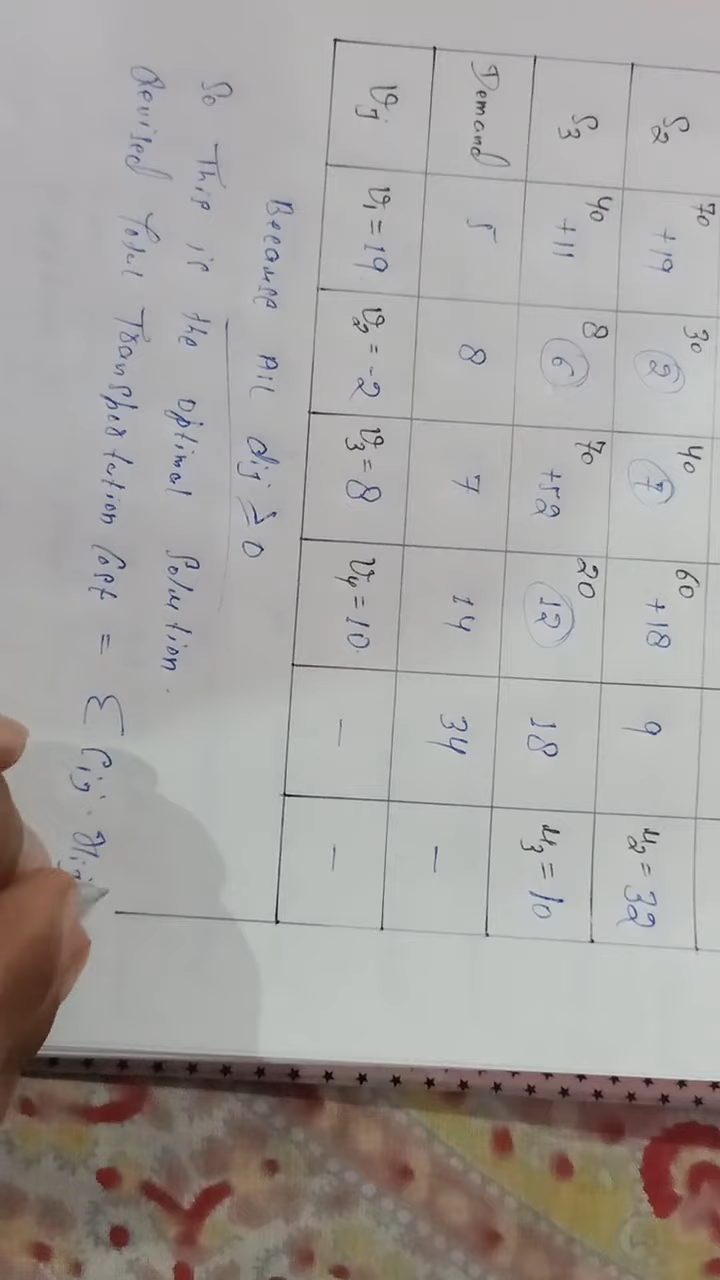 S2 70 +19 30 2 40 7 60 +18 9 u2 = 32
S3 40 +11 8 6 70 +52 20 12 18 u3 = 10
Demand 5 8 7 14 34 —
vj v1 = 19 v2 = -2 v3 = 8 v4 = 10 — —
Because All dij ≥ 0
So This is the optimal Solution.
Revised Total Transportation Cost = Σ Cij · xij